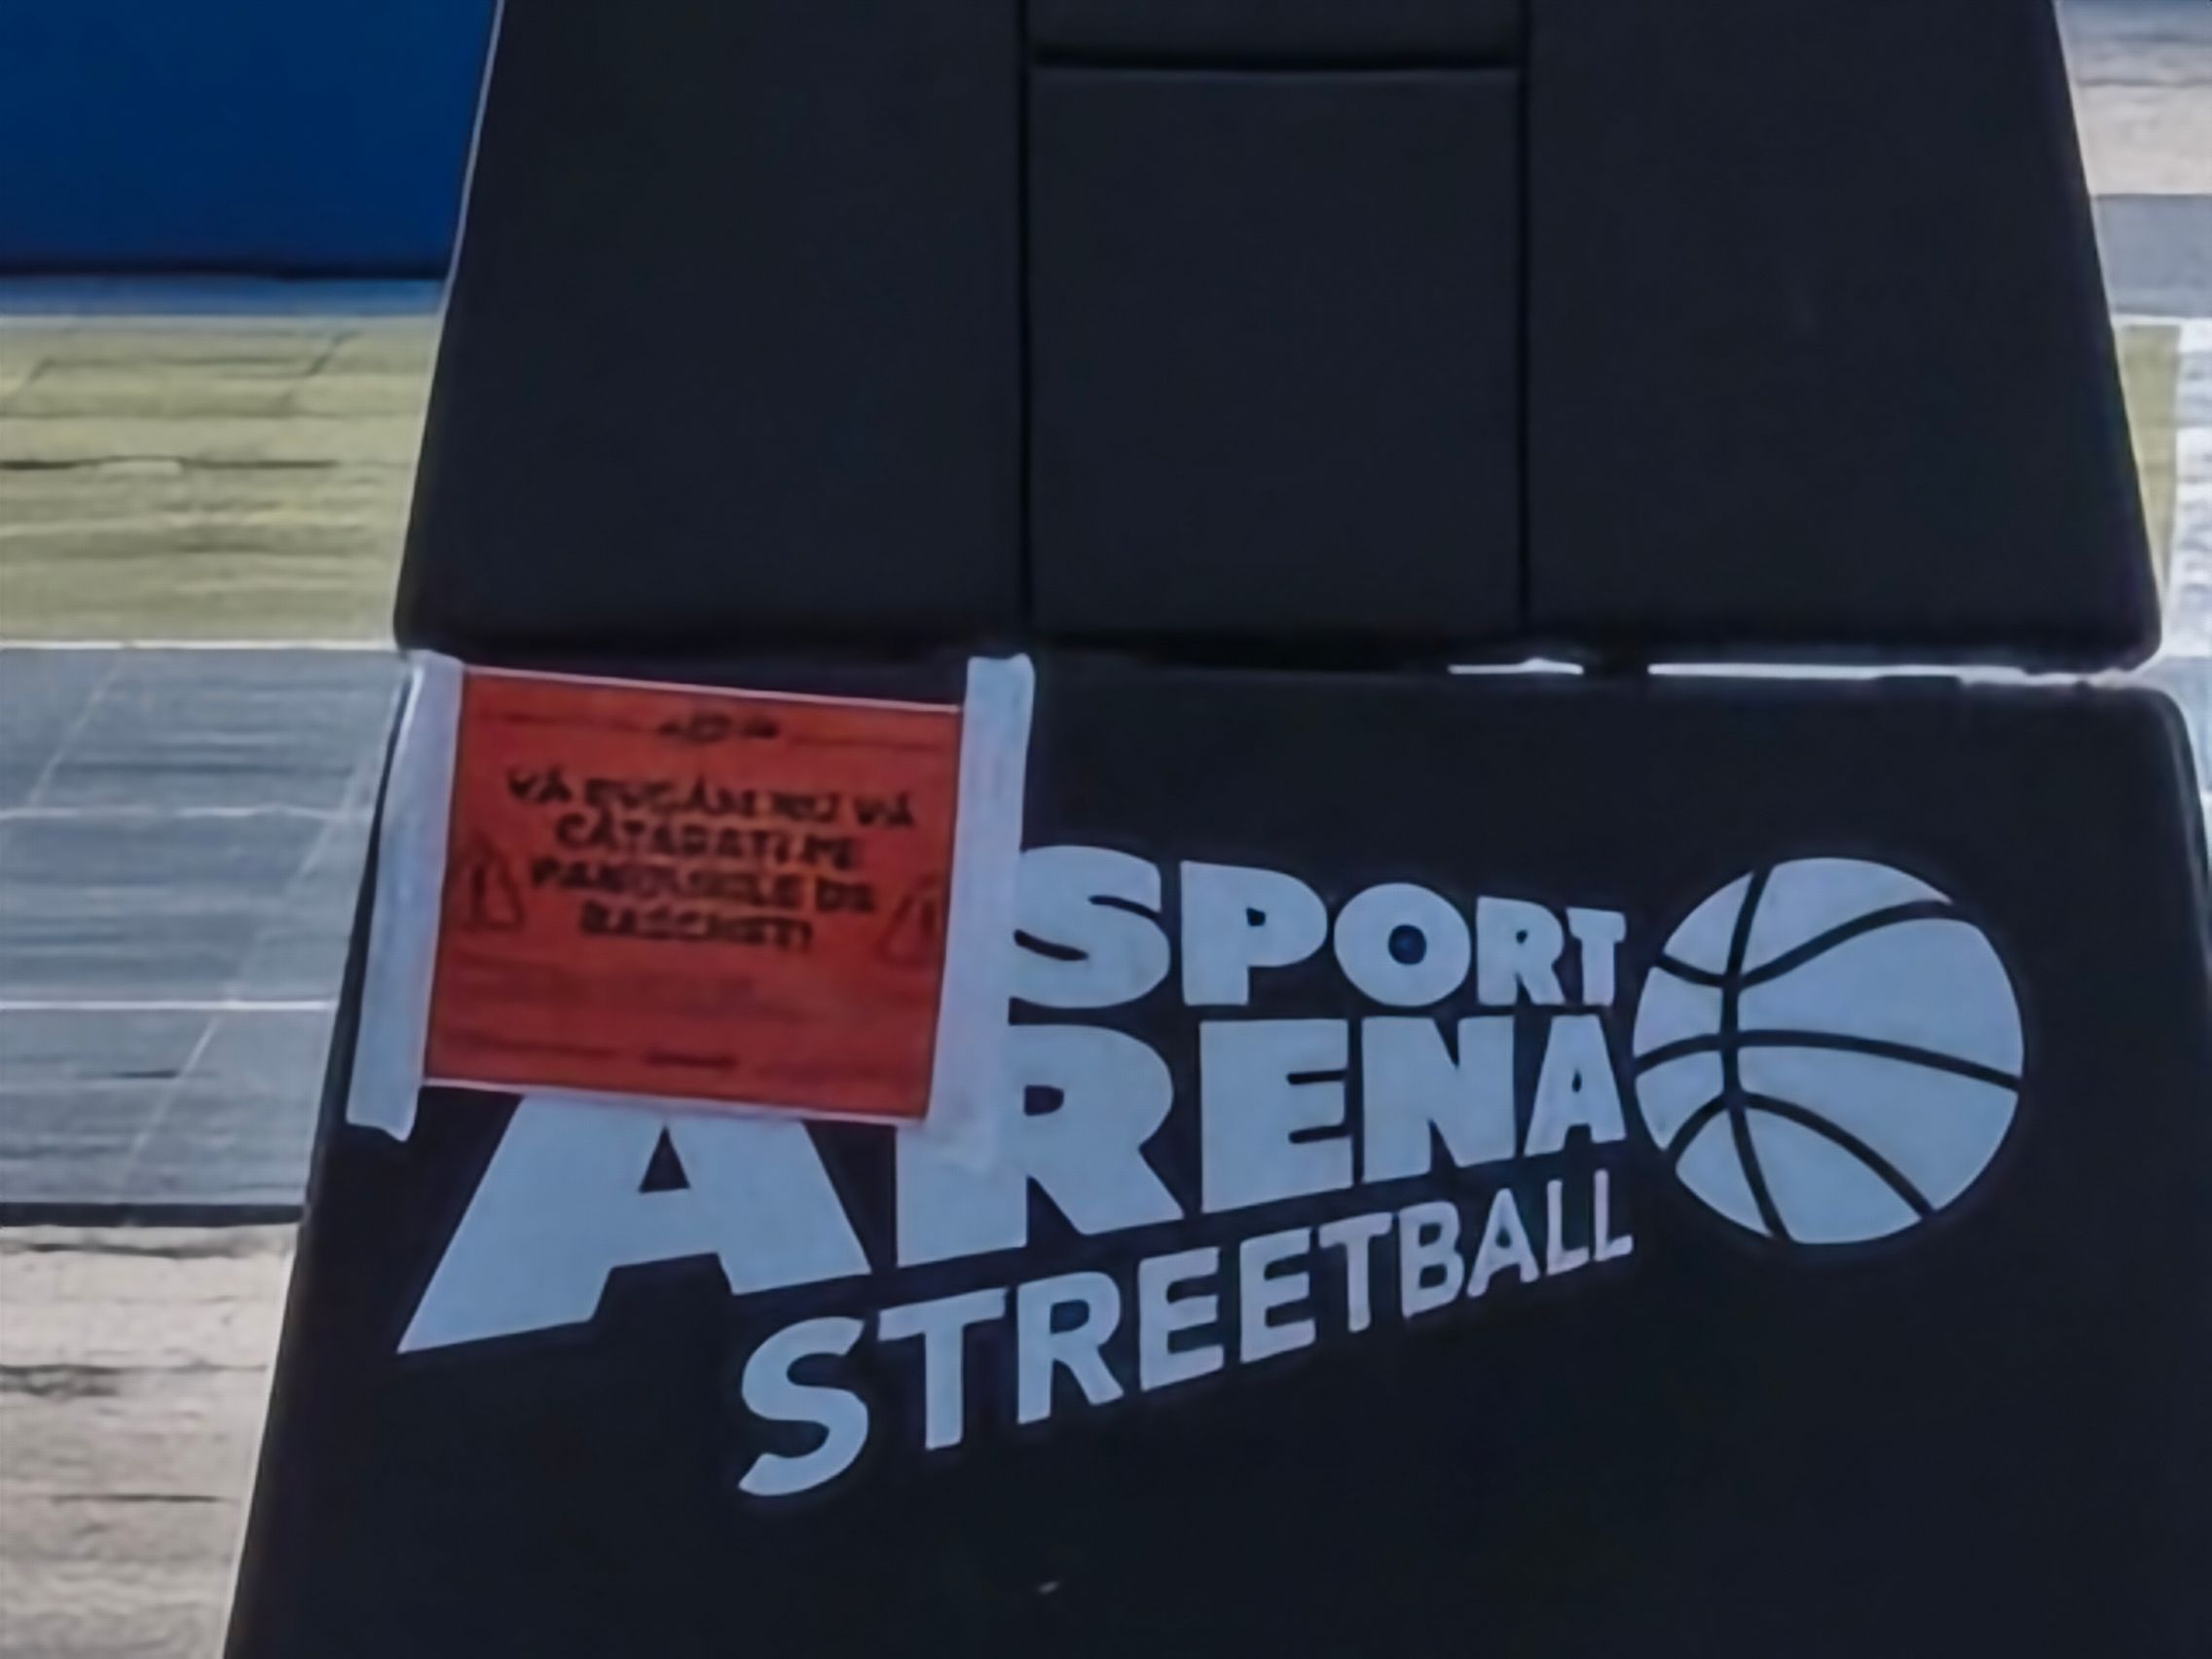 VĂ RUGĂM NU VĂ
CĂȚĂRAȚI PE
PANOURILE DE
BASCHET!
SPORT
ARENA
STREETBALL